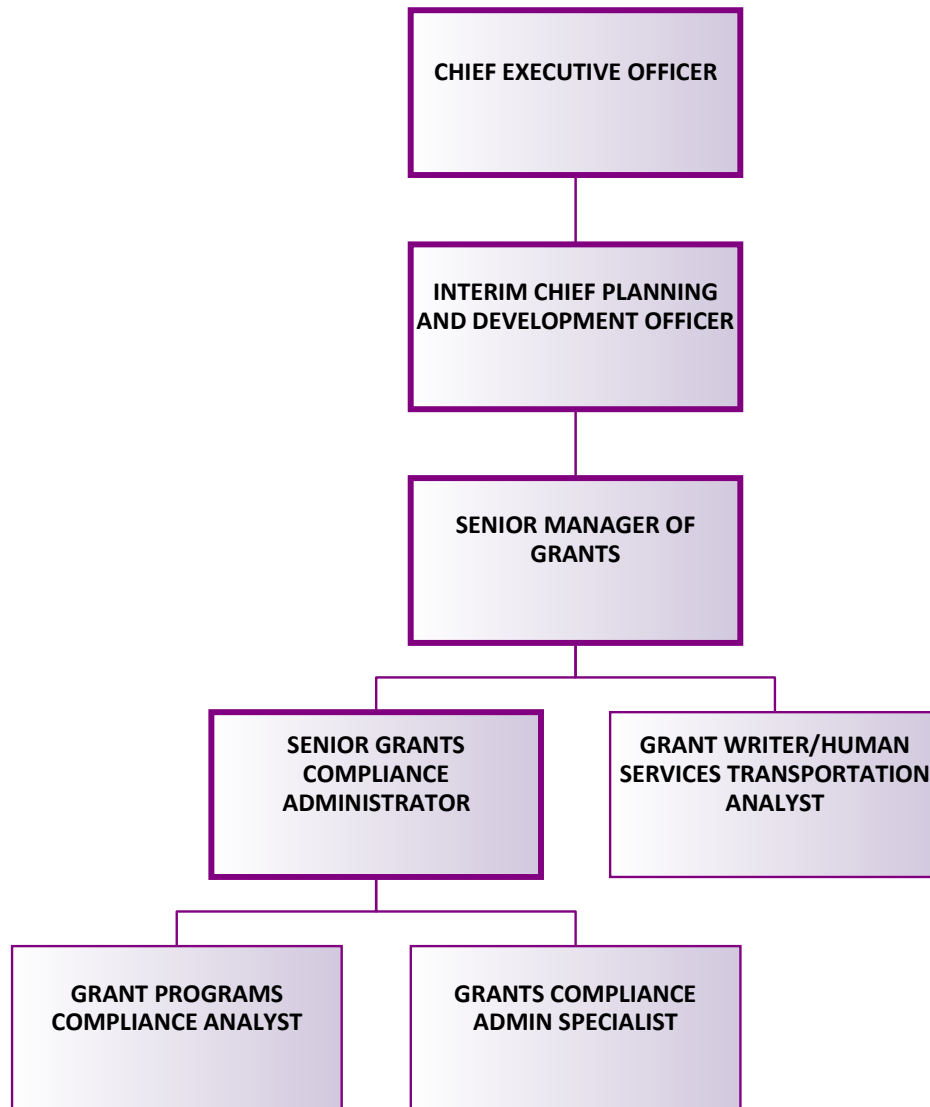 CHIEF EXECUTIVE OFFICER
INTERIM CHIEF PLANNING
AND DEVELOPMENT OFFICER
SENIOR MANAGER OF
GRANTS
SENIOR GRANTS
COMPLIANCE
ADMINISTRATOR
GRANT WRITER/HUMAN
SERVICES TRANSPORTATION
ANALYST
GRANT PROGRAMS
COMPLIANCE ANALYST
GRANTS COMPLIANCE
ADMIN SPECIALIST